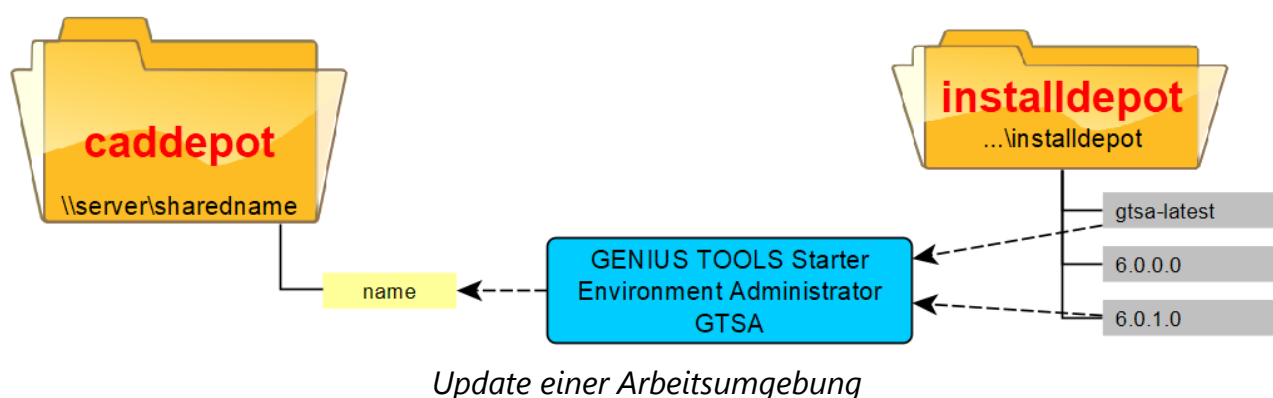 caddepot
\\server\sharedname
name
GENIUS TOOLS Starter
Environment Administrator
GTSA
installdepot
...\installdepot
gtsa-latest
6.0.0.0
6.0.1.0
Update einer Arbeitsumgebung